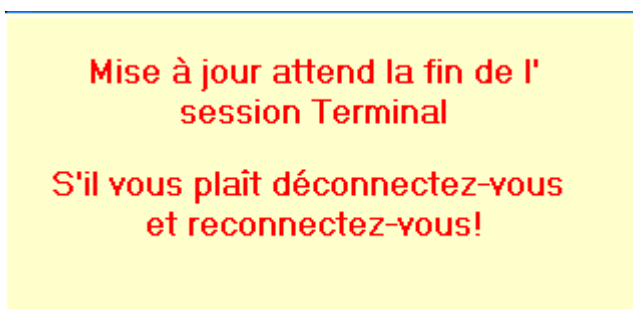 Mise à jour attend la fin de l'
session Terminal
S'il vous plaît déconnectez-vous
et reconnectez-vous!